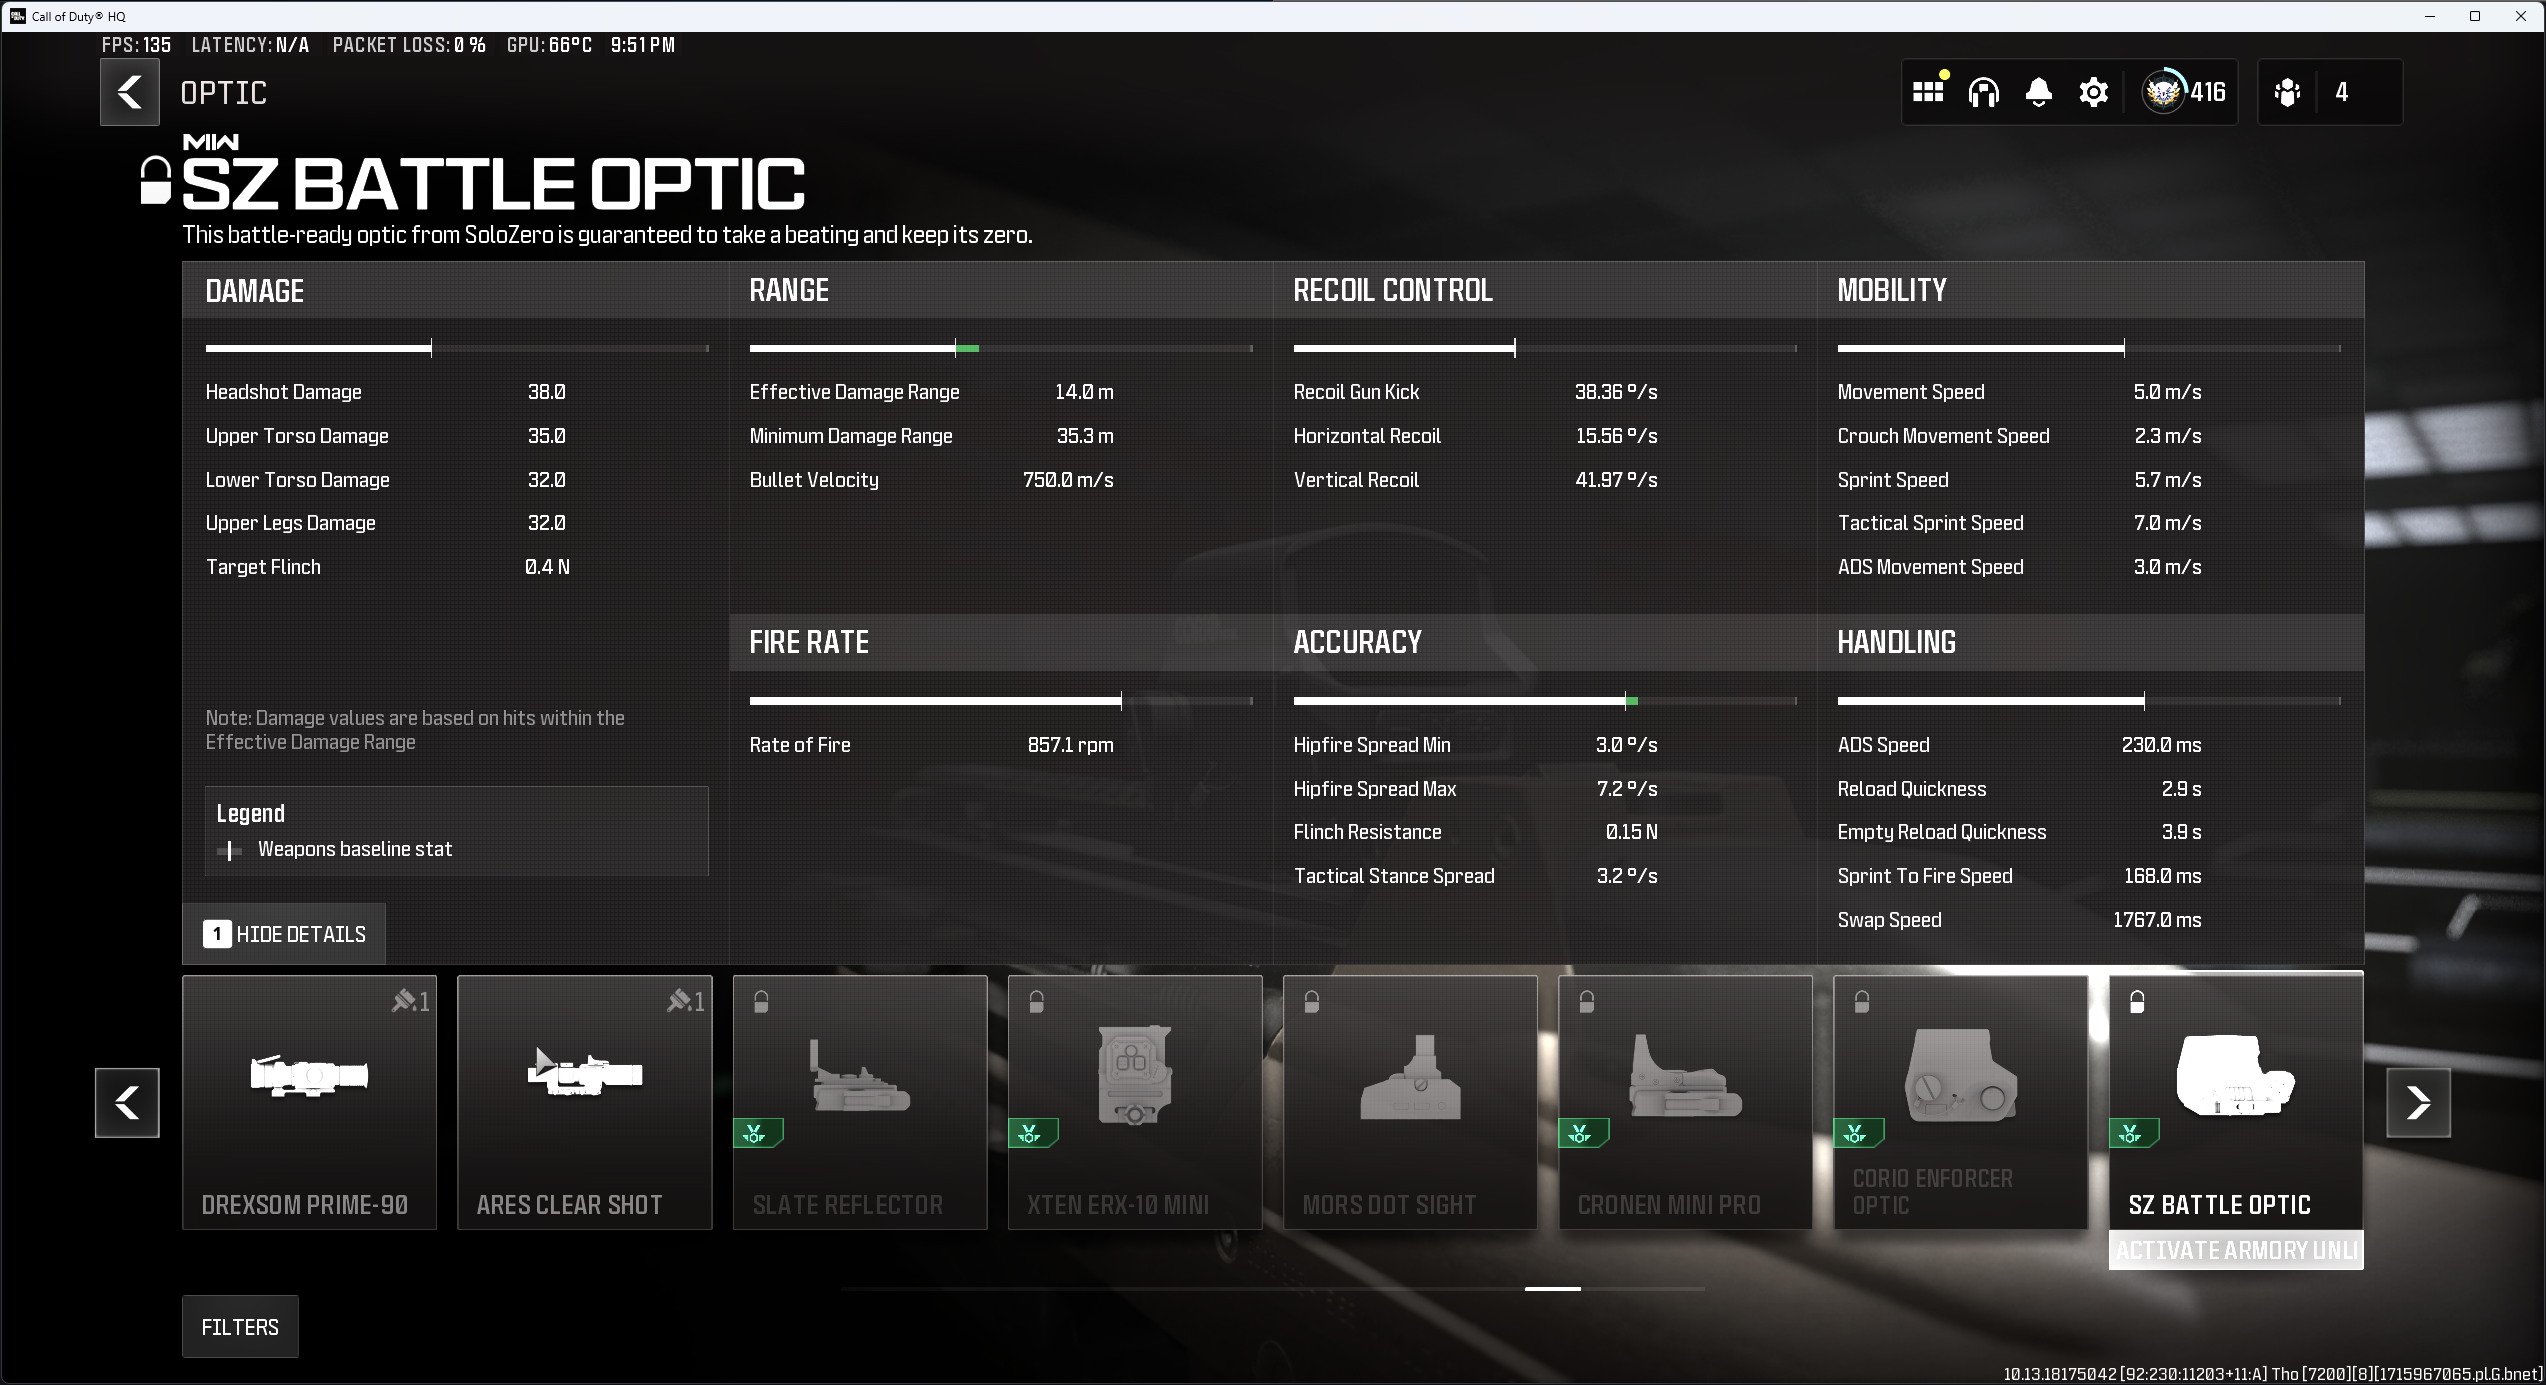 Call of Duty® HQ
FPS: 135 LATENCY: N/A PACKET LOSS: 0 % GPU: 66°C 9:51 PM
OPTIC
416
4
MW
SZ BATTLE OPTIC
This battle-ready optic from SoloZero is guaranteed to take a beating and keep its zero.
DAMAGE
Headshot Damage 38.0
Upper Torso Damage 35.0
Lower Torso Damage 32.0
Upper Legs Damage 32.0
Target Flinch 0.4 N
Note: Damage values are based on hits within the
Effective Damage Range
Legend
Weapons baseline stat
1 HIDE DETAILS
RANGE
Effective Damage Range 14.0 m
Minimum Damage Range 35.3 m
Bullet Velocity 750.0 m/s
FIRE RATE
Rate of Fire 857.1 rpm
RECOIL CONTROL
Recoil Gun Kick 38.36 º/s
Horizontal Recoil 15.56 º/s
Vertical Recoil 41.97 º/s
ACCURACY
Hipfire Spread Min 3.0 º/s
Hipfire Spread Max 7.2 º/s
Flinch Resistance 0.15 N
Tactical Stance Spread 3.2 º/s
MOBILITY
Movement Speed 5.0 m/s
Crouch Movement Speed 2.3 m/s
Sprint Speed 5.7 m/s
Tactical Sprint Speed 7.0 m/s
ADS Movement Speed 3.0 m/s
HANDLING
ADS Speed 230.0 ms
Reload Quickness 2.9 s
Empty Reload Quickness 3.9 s
Sprint To Fire Speed 168.0 ms
Swap Speed 1767.0 ms
1
DREXSOM PRIME-90
1
ARES CLEAR SHOT
SLATE REFLECTOR
XTEN ERX-10 MINI
MORS DOT SIGHT
CRONEN MINI PRO
CORIO ENFORCER
OPTIC
SZ BATTLE OPTIC
ACTIVATE ARMORY UNL
FILTERS
10.13.18175042 [92:230:11203+11:A] Tho [7200][8][1715967065.pl.G.bnet]